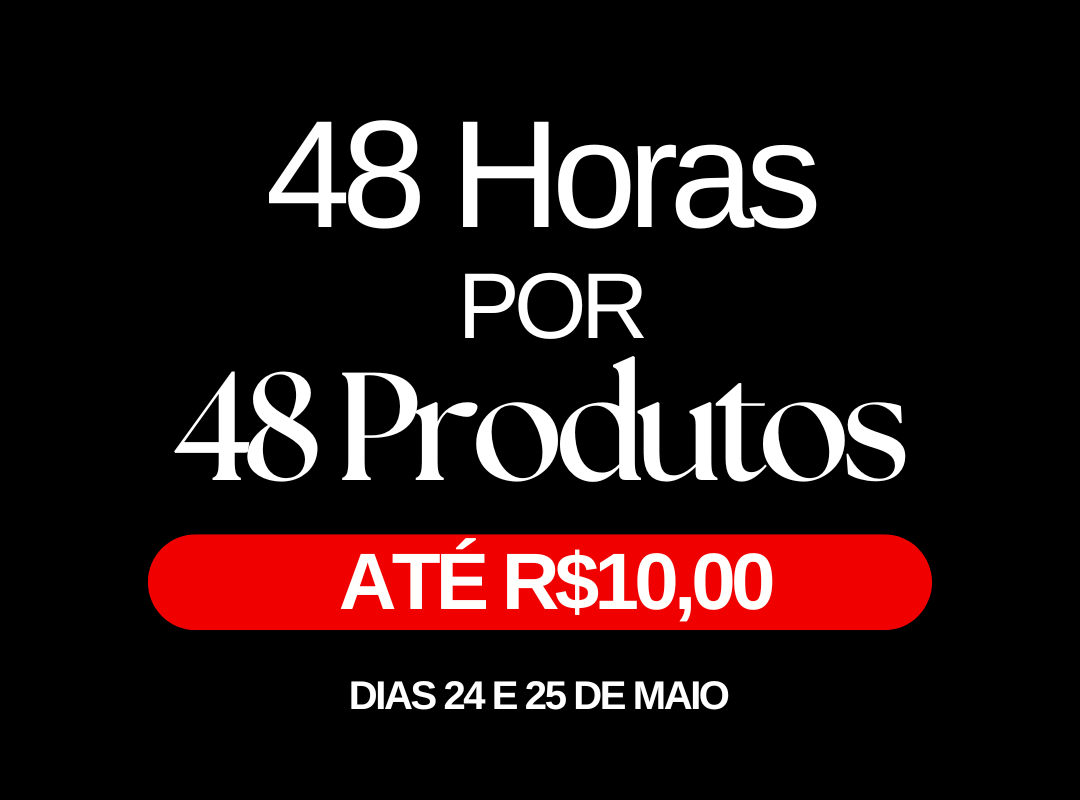 48 Horas
POR
48 Produtos
ATÉ R$10,00
DIAS 24 E 25 DE MAIO